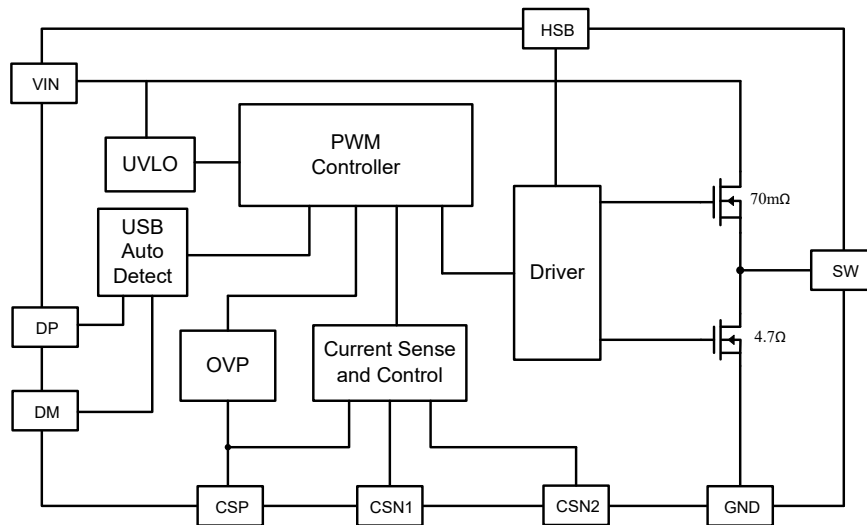 HSB
VIN
PWM
Controller
UVLO
70mΩ
USB
Auto
Detect
Driver
SW
DP
4.7Ω
OVP
Current Sense
and Control
DM
CSP
CSN1
CSN2
GND